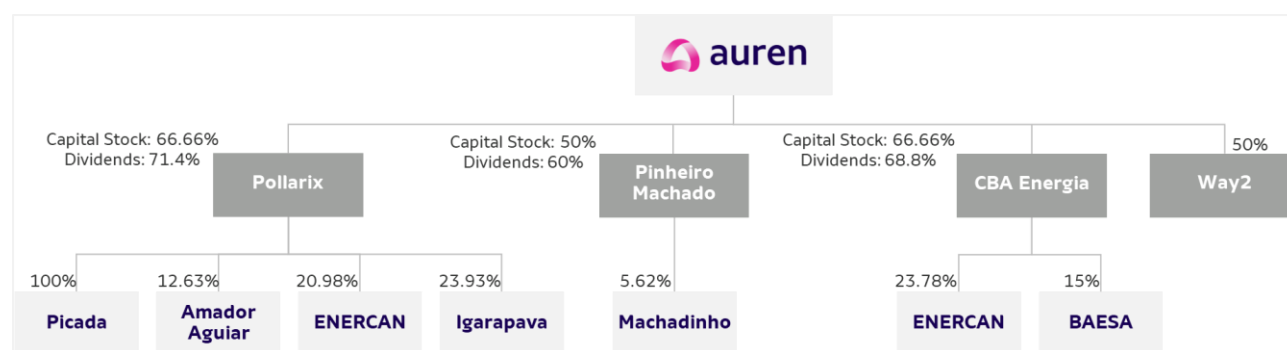 auren
Capital Stock: 66.66%
Dividends: 71.4%
Pollarix
Capital Stock: 50%
Dividends: 60%
Pinheiro
Machado
Capital Stock: 66.66%
Dividends: 68.8%
CBA Energia
50%
Way2
100%
Picada
12.63%
Amador
Aguiar
20.98%
ENERCAN
23.93%
Igarapava
5.62%
Machadinho
23.78%
ENERCAN
15%
BAESA